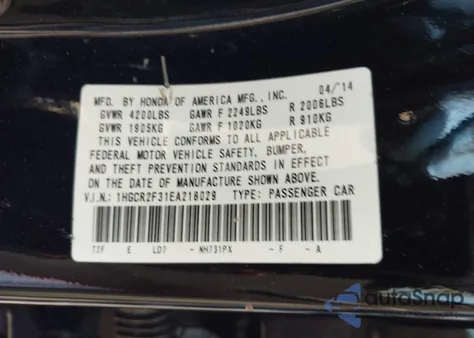 MFD. BY HONDA OF AMERICA MFG., INC. 04/14
GVWR 4200LBS GAWR F 2249LBS R 2006LBS
GVWR 1905KG GAWR F 1020KG R 910KG
THIS VEHICLE CONFORMS TO ALL APPLICABLE
FEDERAL MOTOR VEHICLE SAFETY, BUMPER,
AND THEFT PREVENTION STANDARDS IN EFFECT
ON THE DATE OF MANUFACTURE SHOWN ABOVE.
V.I.N.: 1HGCR2F31EA216029 TYPE: PASSENGER CAR
T2F E LD7 - NH731PX - F - A
autoSnap